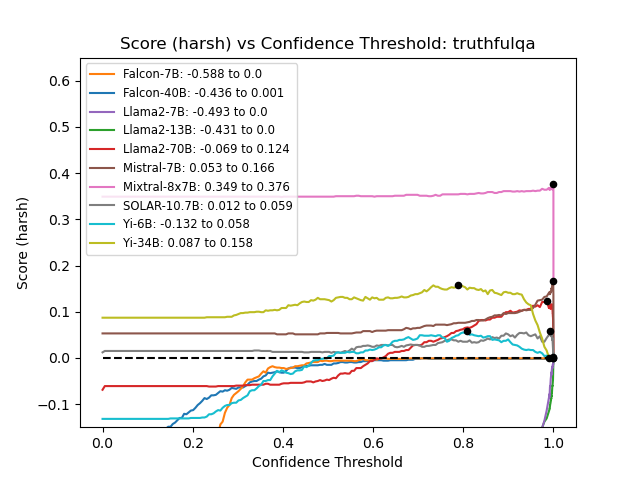 Score (harsh) vs Confidence Threshold: truthfulqa
Falcon-7B: -0.588 to 0.0
Falcon-40B: -0.436 to 0.001
Llama2-7B: -0.493 to 0.0
Llama2-13B: -0.431 to 0.0
Llama2-70B: -0.069 to 0.124
Mistral-7B: 0.053 to 0.166
Mixtral-8x7B: 0.349 to 0.376
SOLAR-10.7B: 0.012 to 0.059
Yi-6B: -0.132 to 0.058
Yi-34B: 0.087 to 0.158
Score (harsh)
0.6
0.5
0.4
0.3
0.2
0.1
0.0
−0.1
0.0 0.2 0.4 0.6 0.8 1.0
Confidence Threshold